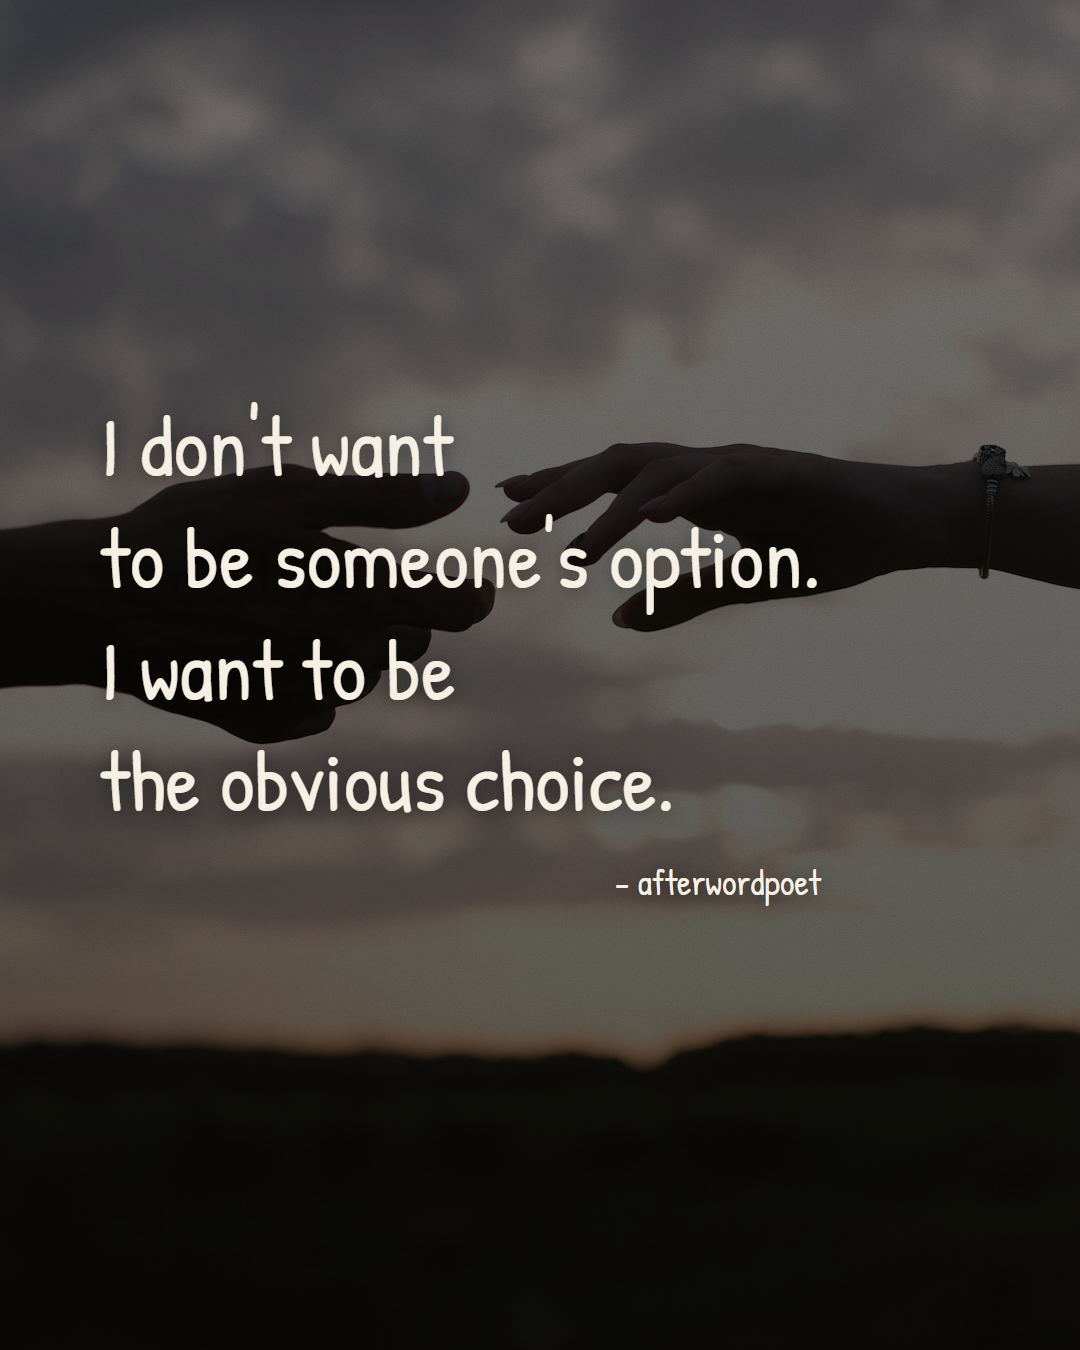 I don't want
to be someone's option.
I want to be
the obvious choice.
- afterwordpoet